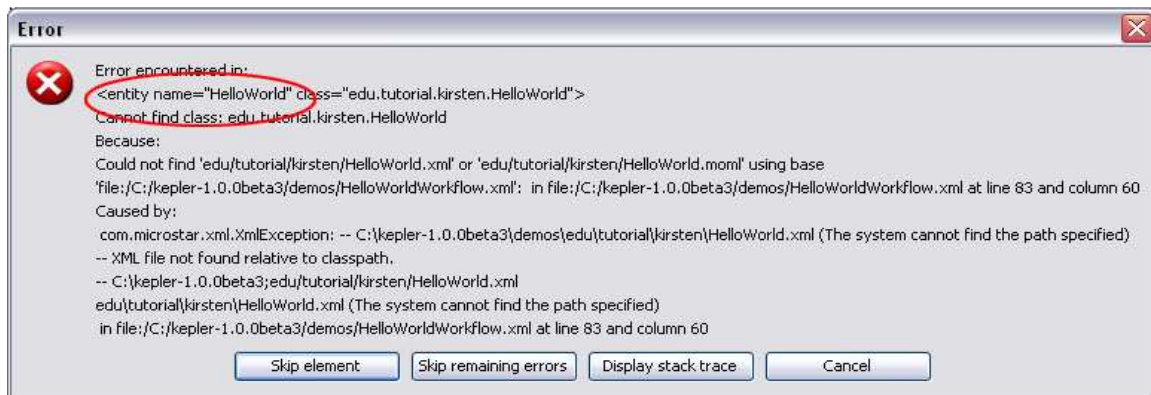 Error
Error encountered in:
<entity name="HelloWorld" class="edu.tutorial.kirsten.HelloWorld">
Cannot find class: edu.tutorial.kirsten.HelloWorld
Because:
Could not find 'edu/tutorial/kirsten/HelloWorld.xml' or 'edu/tutorial/kirsten/HelloWorld.moml' using base
'file:/C:/kepler-1.0.0beta3/demos/HelloWorldWorkflow.xml':  in file:/C:/kepler-1.0.0beta3/demos/HelloWorldWorkflow.xml at line 83 and column 60
Caused by:
com.microstar.xml.XmlException: -- C:\kepler-1.0.0beta3\demos\edu\tutorial\kirsten\HelloWorld.xml (The system cannot find the path specified)
-- XML file not found relative to classpath.
-- C:\kepler-1.0.0beta3;edu/tutorial/kirsten/HelloWorld.xml
edu\tutorial\kirsten\HelloWorld.xml (The system cannot find the path specified)
in file:/C:/kepler-1.0.0beta3/demos/HelloWorldWorkflow.xml at line 83 and column 60
Skip element Skip remaining errors Display stack trace Cancel